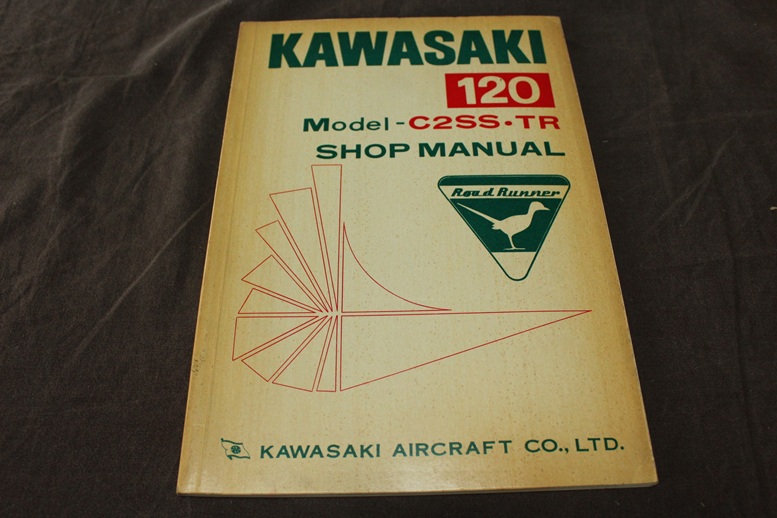 KAWASAKI
120
Model-C2SS•TR
SHOP MANUAL
Road Runner
KAWASAKI AIRCRAFT CO., LTD.